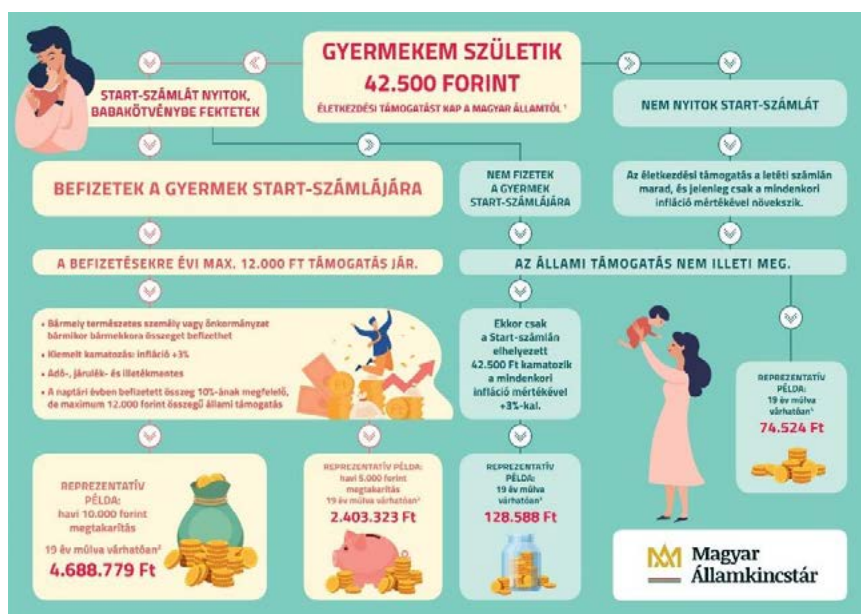 GYERMEKEM SZÜLETIK
42.500 FORINT
ÉLETKEZDÉSI TÁMOGATÁST KAP A MAGYAR ÁLLAMTÓL ¹
START-SZÁMLÁT NYITOK,
BABAKÖTVÉNYBE FEKTETEK
NEM NYITOK START-SZÁMLÁT
BEFIZETEK A GYERMEK START-SZÁMLÁJÁRA
NEM FIZETEK
A GYERMEK
START-SZÁMLÁJÁRA
Az életkezdési támogatás a letéti számlán
marad, és jelenleg csak a mindenkori
infláció mértékével növekszik.
A BEFIZETÉSEKRE ÉVI MAX. 12.000 FT TÁMOGATÁS JÁR.
AZ ÁLLAMI TÁMOGATÁS NEM ILLETI MEG.
• Bármely természetes személy vagy önkormányzat
bármikor bármekkora összeget befizethet
• Kiemelt kamatozás: infláció +3%
• Adó-, járulék- és illetékmentes
• A naptári évben befizetett összeg 10%-ának megfelelő,
de maximum 12.000 forint összegű állami támogatás
Ekkor csak
a Start-számlán
elhelyezett
42.500 Ft kamatozik
a mindenkori
infláció mértékével
+3%-kal.
REPREZENTATÍV
PÉLDA:
havi 10.000 forint
megtakarítás
19 év múlva várhatóan²
4.688.779 Ft
REPREZENTATÍV PÉLDA:
havi 5.000 forint
megtakarítás
19 év múlva várhatóan²
2.403.323 Ft
REPREZENTATÍV
PÉLDA:
19 év múlva
várhatóan²
128.588 Ft
REPREZENTATÍV
PÉLDA:
19 év múlva
várhatóan²
74.524 Ft
Magyar
Államkincstár